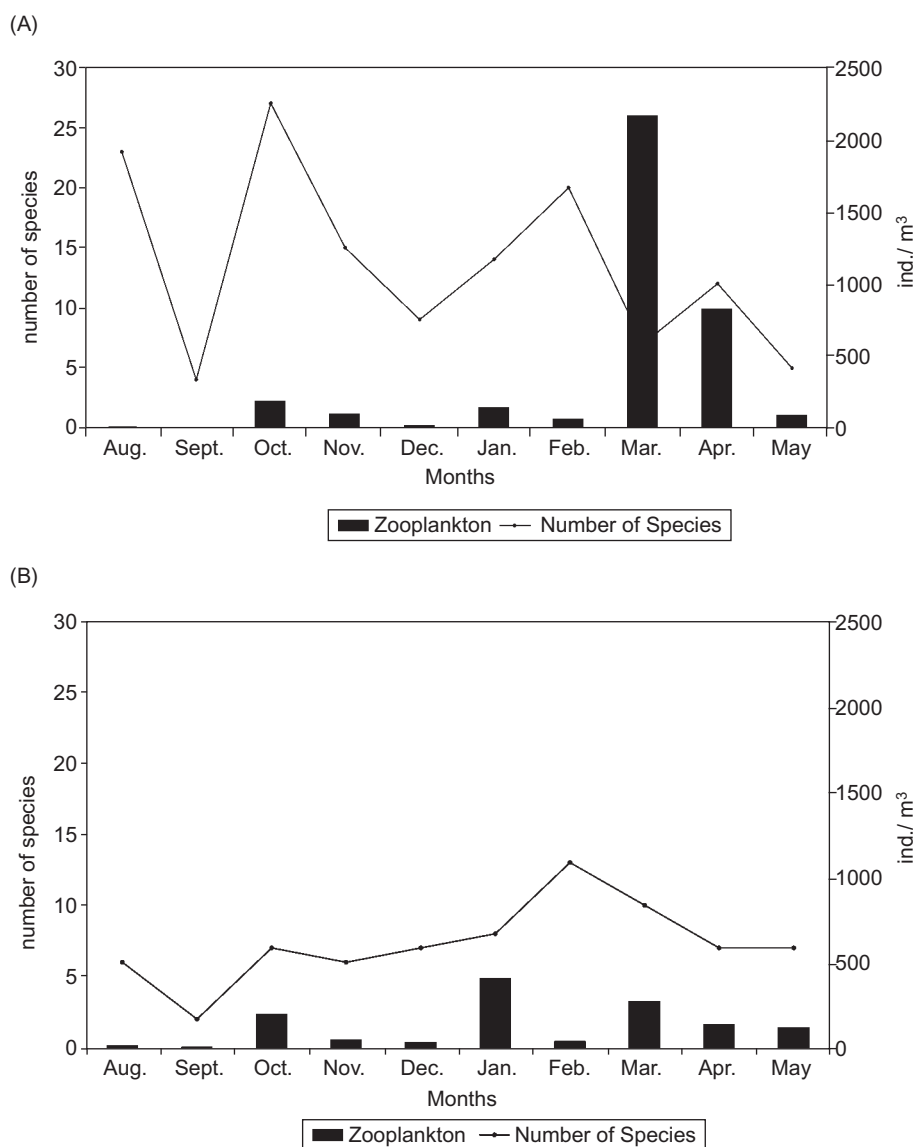 (A)
number of species
30
25
20
15
10
5
0
2500
2000
1500
1000
500
0
ind./ m³
Aug. Sept. Oct. Nov. Dec. Jan. Feb. Mar. Apr. May
Months
Zooplankton Number of Species
(B)
number of species
30
25
20
15
10
5
0
2500
2000
1500
1000
500
0
ind./ m³
Aug. Sept. Oct. Nov. Dec. Jan. Feb. Mar. Apr. May
Months
Zooplankton Number of Species